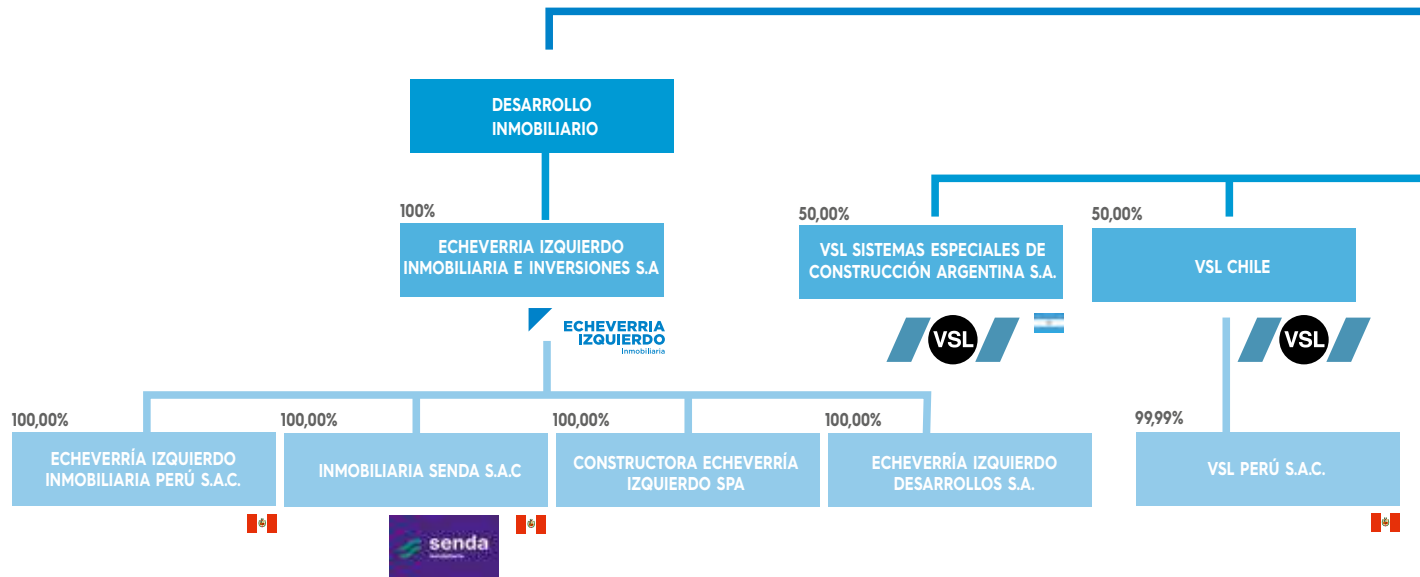 DESARROLLO
INMOBILIARIO
100%
ECHEVERRIA IZQUIERDO
INMOBILIARIA E INVERSIONES S.A
ECHEVERRIA
IZQUIERDO
Inmobiliaria
50,00%
VSL SISTEMAS ESPECIALES DE
CONSTRUCCIÓN ARGENTINA S.A.
VSL
50,00%
VSL CHILE
VSL
100,00%
ECHEVERRÍA IZQUIERDO
INMOBILIARIA PERÚ S.A.C.
100,00%
INMOBILIARIA SENDA S.A.C
senda
100,00%
CONSTRUCTORA ECHEVERRÍA
IZQUIERDO SPA
100,00%
ECHEVERRÍA IZQUIERDO
DESARROLLOS S.A.
99,99%
VSL PERÚ S.A.C.